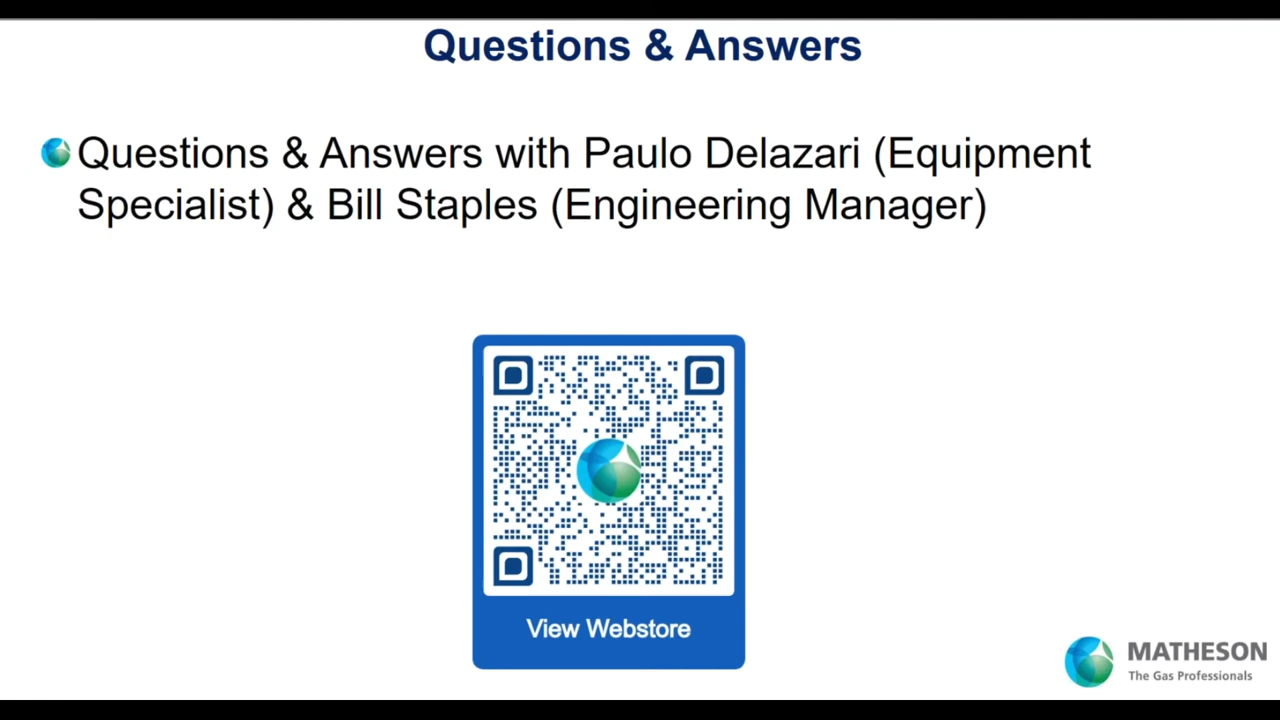 Questions & Answers
Questions & Answers with Paulo Delazari (Equipment
Specialist) & Bill Staples (Engineering Manager)
View Webstore
MATHESON
The Gas Professionals